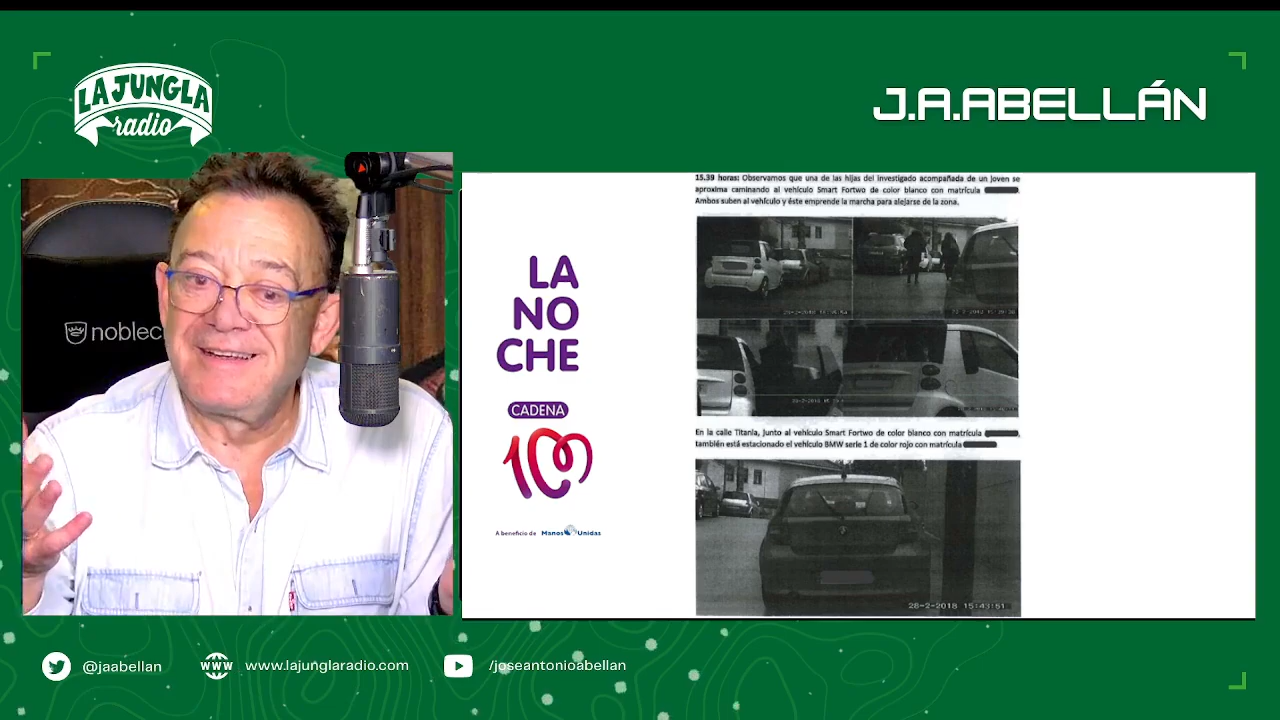 LA JUNGLA
radio
J.A.ABELLÁN
noblec
15.39 horas: Observamos que una de las hijas del investigado acompañada de un joven se
aproxima caminando al vehículo Smart Fortwo de color blanco con matrícula
Ambos suben al vehículo y éste emprende la marcha para alejarse de la zona.
LA
NO
CHE
CADENA
100
A beneficio de Manos Unidas
En la calle Titania, junto al vehículo Smart Fortwo de color blanco con matrícula
también está estacionado el vehículo BMW serie 1 de color rojo con matrícula
28-2-2018 15:43:51
@jaabellan
www
www.lajunglaradio.com
/joseantonioabellan